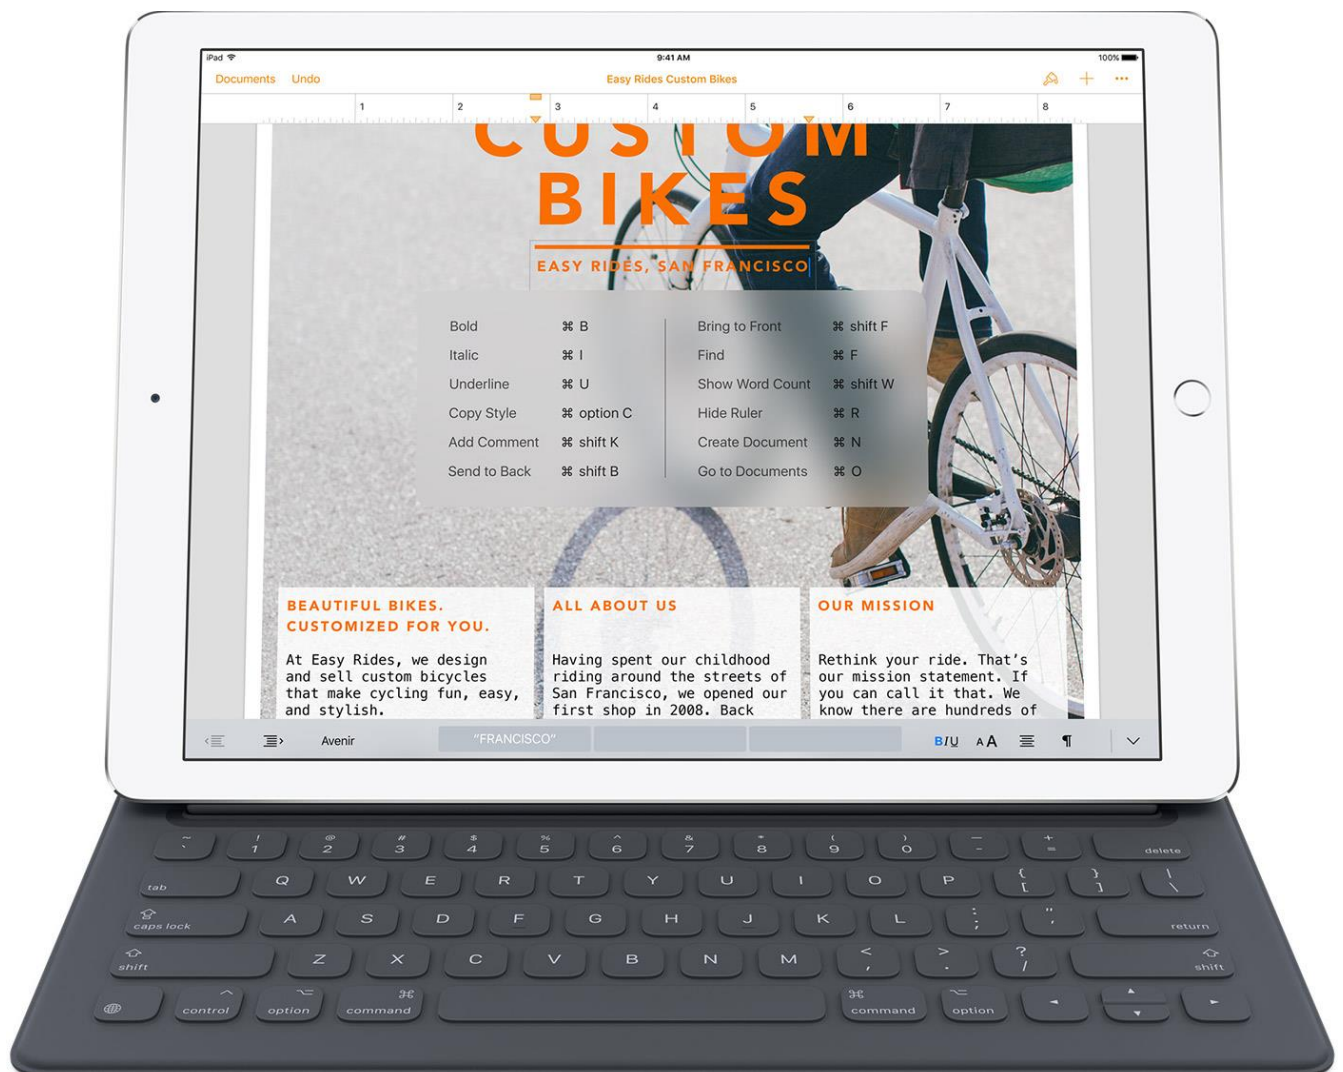 iPad 9:41 AM 100%
Documents Undo Easy Rides Custom Bikes
1 2 3 4 5 6 7 8
CUSTOM
BIKES
EASY RIDES, SAN FRANCISCO
Bold ⌘ B
Italic ⌘ I
Underline ⌘ U
Copy Style ⌘ option C
Add Comment ⌘ shift K
Send to Back ⌘ shift B
Bring to Front ⌘ shift F
Find ⌘ F
Show Word Count ⌘ shift W
Hide Ruler ⌘ R
Create Document ⌘ N
Go to Documents ⌘ O
BEAUTIFUL BIKES.
CUSTOMIZED FOR YOU.
At Easy Rides, we design
and sell custom bicycles
that make cycling fun, easy,
and stylish.
ALL ABOUT US
Having spent our childhood
riding around the streets of
San Francisco, we opened our
first shop in 2008. Back
OUR MISSION
Rethink your ride. That's
our mission statement. If
you can call it that. We
know there are hundreds of
Avenir "FRANCISCO" BIU AA ¶
~ ! @ # $ % ^ & * ( ) _ +
` 1 2 3 4 5 6 7 8 9 0 - = delete
tab Q W E R T Y U I O P { [ } ] | \
caps lock A S D F G H J K L : ; " ' return
shift Z X C V B N M < , > . ? / shift
control option command command option